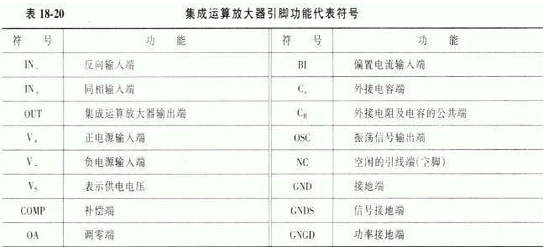 表 18-20 集成运算放大器引脚功能代表符号
符 号 功 能 符 号 功 能
IN₋ 反向输入端 BI 偏置电流输入端
IN₊ 同相输入端 Cₓ 外接电容端
OUT 集成运算放大器输出端 C_R 外接电阻及电容的公共端
V₊ 正电源输入端 OSC 振荡信号输出端
V₋ 负电源输入端 NC 空闲的引线端(空脚)
V_S 表示供电电压 GND 接地端
COMP 补偿端 GNDS 信号接地端
OA 调零端 GNGD 功率接地端